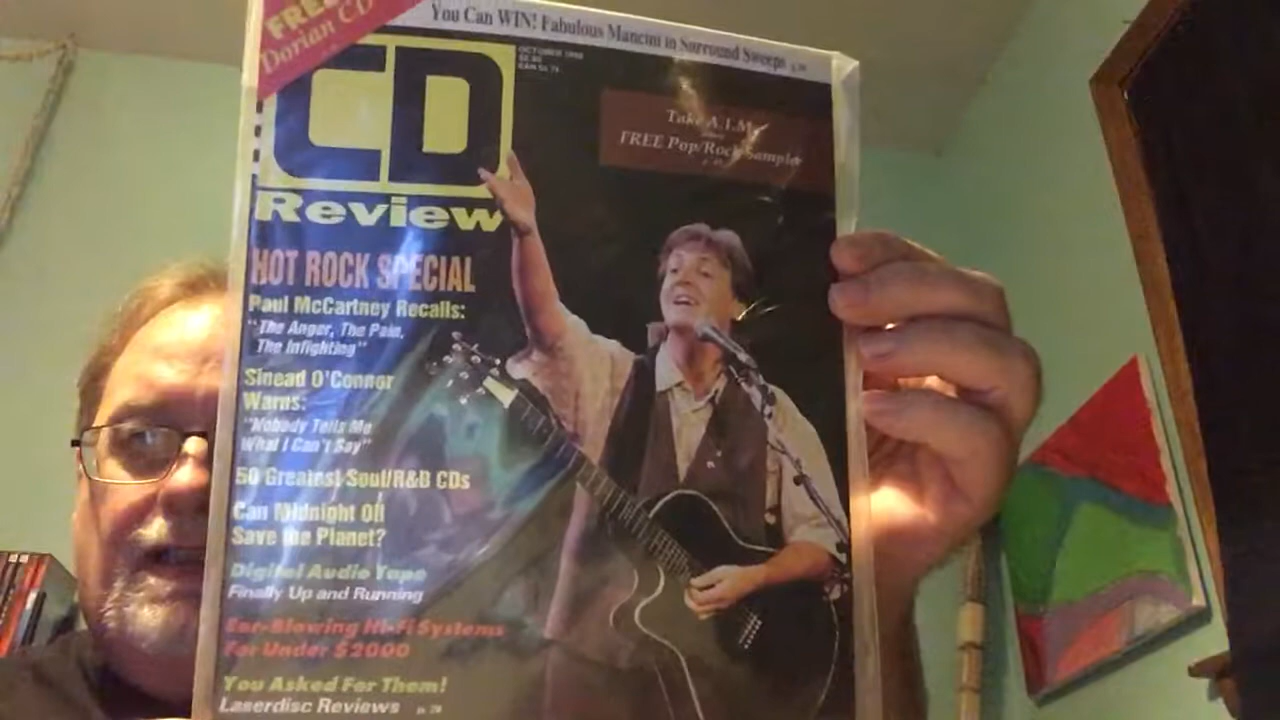 FREE
Dorian CD
You Can WIN! Fabulous Mancini in Surround Sweeps
CD
OCTOBER 1990
Review
Take A.I.M.
FREE Pop/Rock Sampler
HOT ROCK SPECIAL
Paul McCartney Recalls:
"The Anger, The Pain,
The Infighting"
Sinead O'Connor
Warns:
"Nobody Tells Me
What I Can't Say"
50 Greatest Soul/R&B CDs
Can Midnight Oil
Save the Planet?
Digital Audio Tape
Finally Up and Running
Ear-Blowing Hi-Fi Systems
For Under $2000
You Asked For Them!
Laserdisc Reviews p. 78